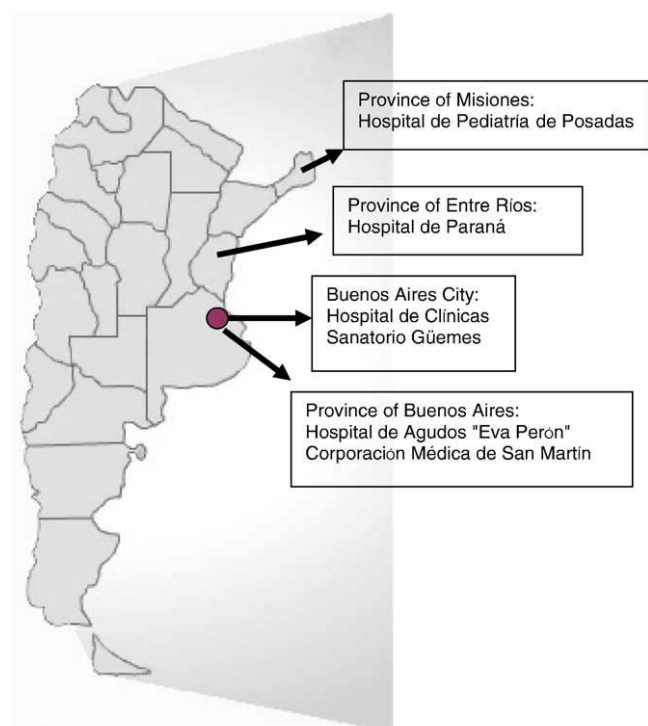 Province of Misiones:
Hospital de Pediatría de Posadas
Province of Entre Ríos:
Hospital de Paraná
Buenos Aires City:
Hospital de Clínicas
Sanatorio Güemes
Province of Buenos Aires:
Hospital de Agudos "Eva Perón"
Corporación Médica de San Martín